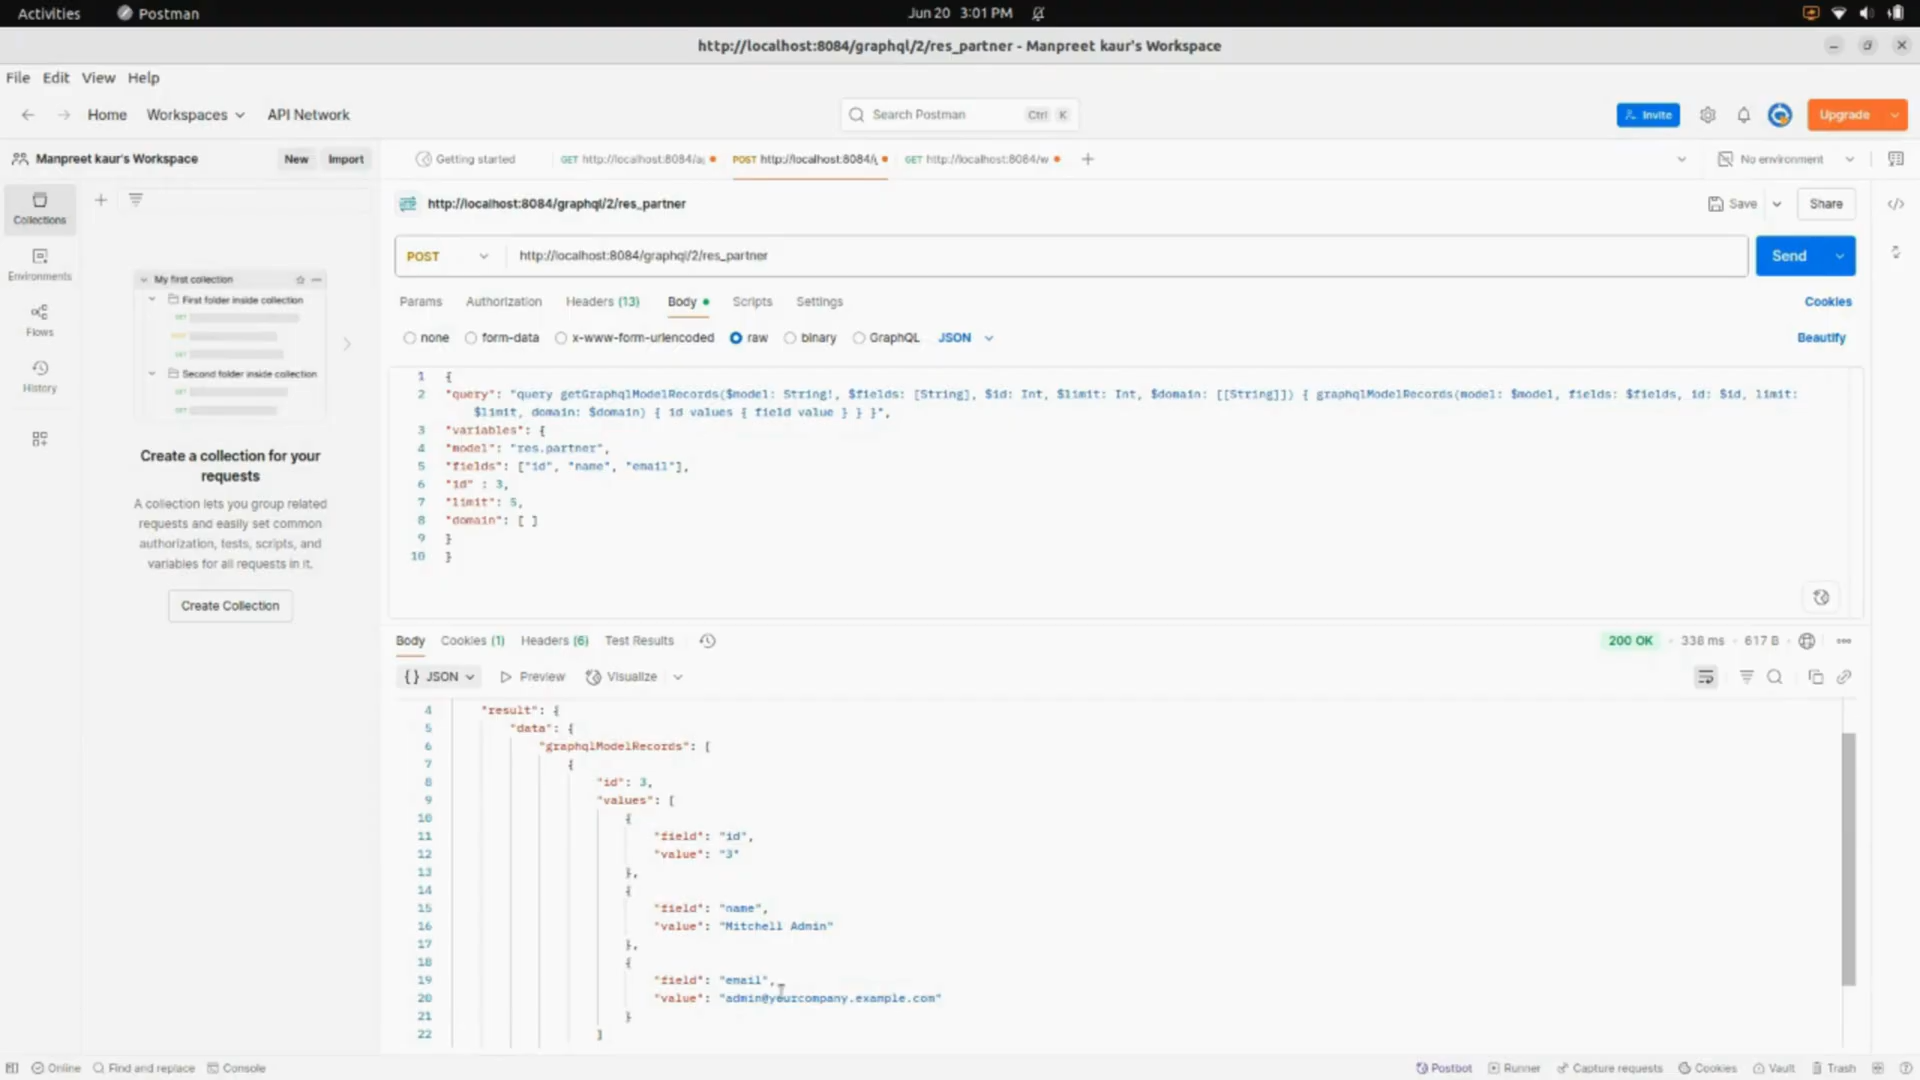 Activities Postman Jun 20 3:01 PM
http://localhost:8084/graphql/2/res_partner - Manpreet kaur's Workspace
File Edit View Help
Home Workspaces API Network Search Postman Ctrl K Invite Upgrade
Manpreet kaur's Workspace New Import Getting started GET http://localhost:8084/a POST http://localhost:8084/ GET http://localhost:8084/w No environment
Collections
Environments
Flows
History
My first collection
First folder inside collection
GET
GET
Second folder inside collection
GET
GET
Create a collection for your
requests
A collection lets you group related
requests and easily set common
authorization, tests, scripts, and
variables for all requests in it.
Create Collection
http://localhost:8084/graphql/2/res_partner Save Share
POST http://localhost:8084/graphql/2/res_partner Send
Params Authorization Headers (13) Body Scripts Settings Cookies
none form-data x-www-form-urlencoded raw binary GraphQL JSON Beautify
1 {
2 "query": "query getGraphqlModelRecords($model: String!, $fields: [String], $id: Int, $limit: Int, $domain: [[String]]) { graphqlModelRecords(model: $model, fields: $fields, id: $id, limit:
$limit, domain: $domain) { id values { field value } } }",
3 "variables": {
4 "model": "res.partner",
5 "fields": ["id", "name", "email"],
6 "id" : 3,
7 "limit": 5,
8 "domain": [ ]
9 }
10 }
Body Cookies (1) Headers (6) Test Results 200 OK 338 ms 617 B
{} JSON Preview Visualize
4 "result": {
5 "data": {
6 "graphqlModelRecords": [
7 {
8 "id": 3,
9 "values": [
10 {
11 "field": "id",
12 "value": "3"
13 },
14 {
15 "field": "name",
16 "value": "Mitchell Admin"
17 },
18 {
19 "field": "email",
20 "value": "admin@yourcompany.example.com"
21 }
22 ]
Online Find and replace Console Postbot Runner Capture requests Cookies Vault Trash